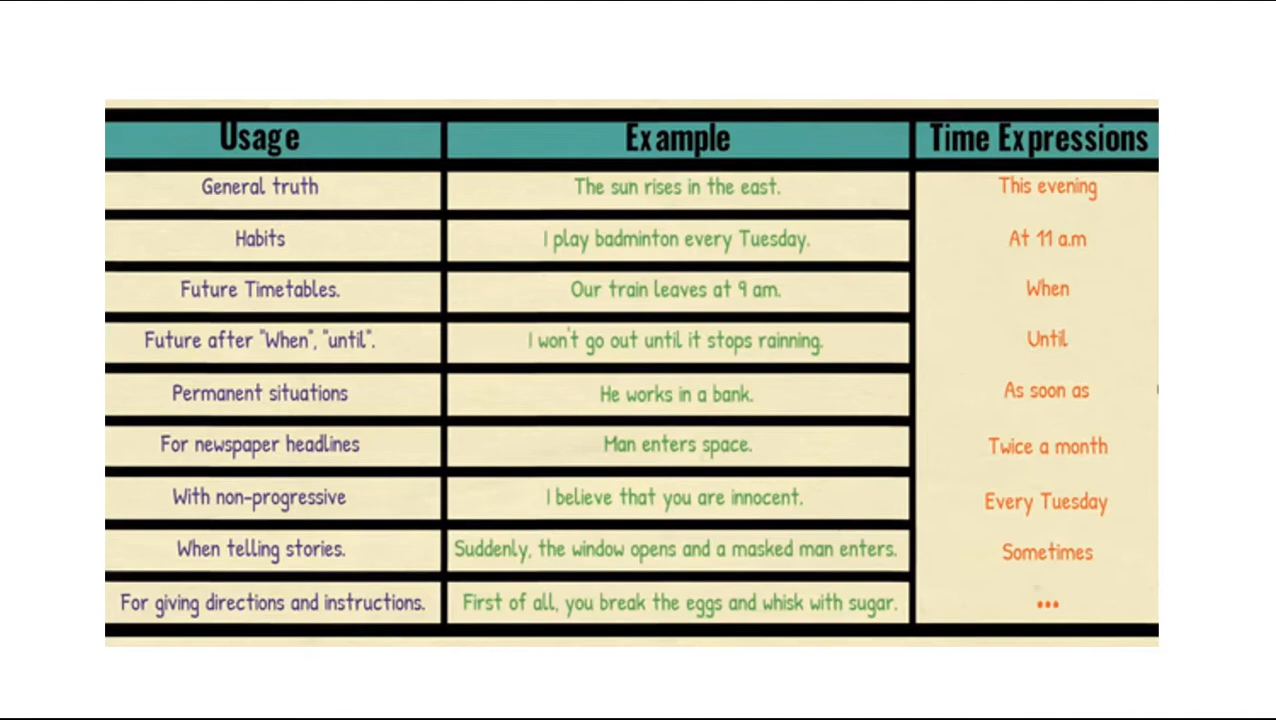 Usage Example Time Expressions
General truth The sun rises in the east. This evening
Habits I play badminton every Tuesday. At 11 a.m
Future Timetables. Our train leaves at 9 am. When
Future after "When", "until". I won't go out until it stops rainning. Until
Permanent situations He works in a bank. As soon as
For newspaper headlines Man enters space. Twice a month
With non-progressive I believe that you are innocent. Every Tuesday
When telling stories. Suddenly, the window opens and a masked man enters. Sometimes
For giving directions and instructions. First of all, you break the eggs and whisk with sugar. •••